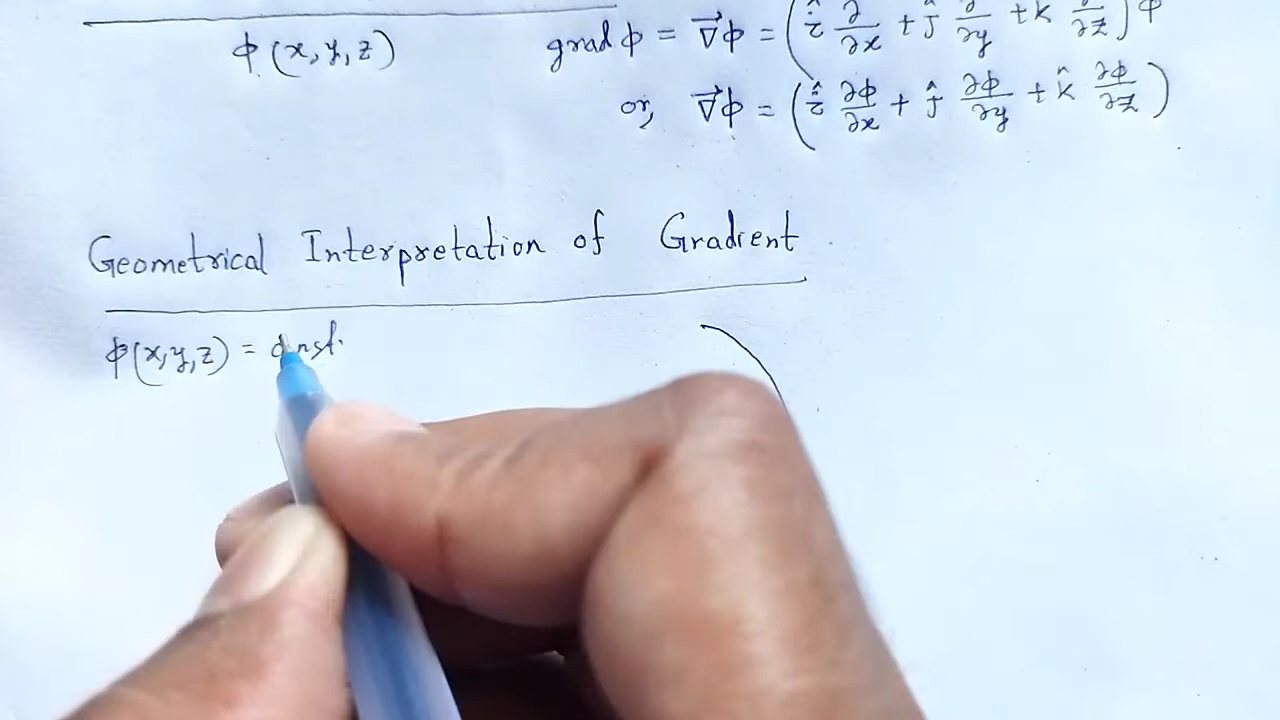 grad ϕ = ∇⃗ϕ = (î ∂/∂x + ĵ ∂/∂y + k ∂/∂z) ϕ
ϕ(x, y, z)
or ∇⃗ϕ = (î ∂ϕ/∂x + ĵ ∂ϕ/∂y + k̂ ∂ϕ/∂z)
Geometrical Interpretation of Gradient
ϕ(x,y,z) = const.